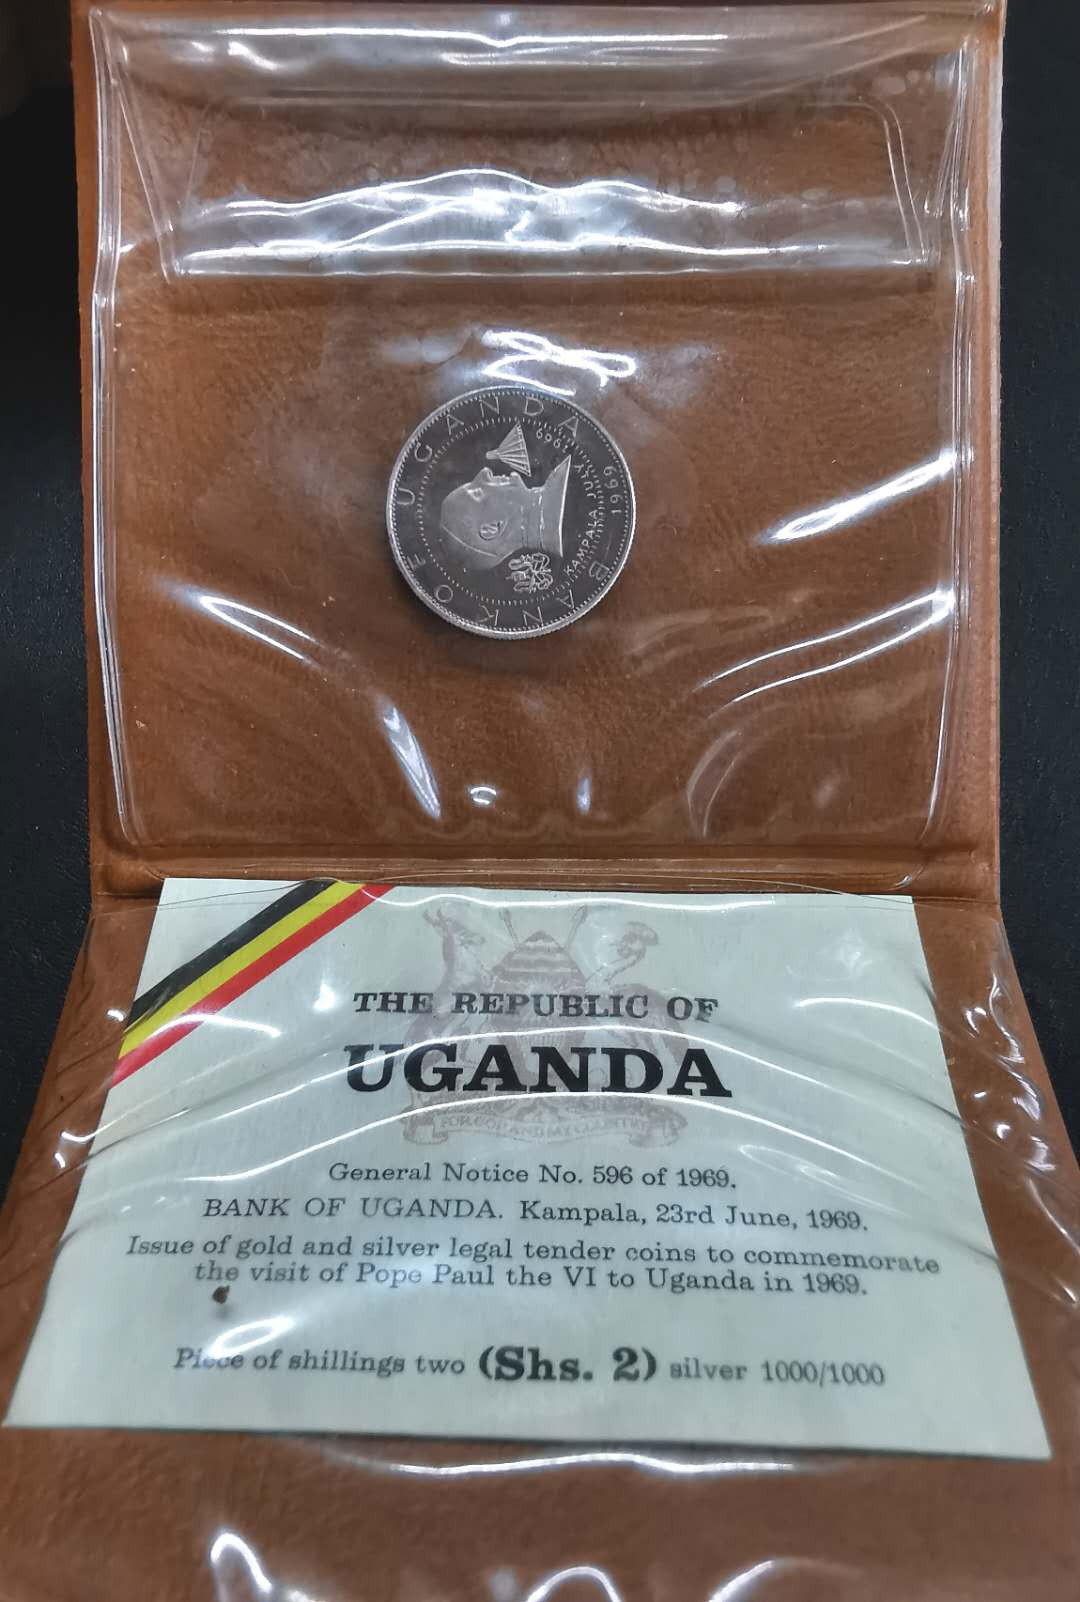 BANK OF UGANDA
1969
KAMPALA, JULY 1969
THE REPUBLIC OF
UGANDA
FOR GOD AND MY COUNTRY
General Notice No. 596 of 1969.
BANK OF UGANDA. Kampala, 23rd June, 1969.
Issue of gold and silver legal tender coins to commemorate
the visit of Pope Paul the VI to Uganda in 1969.
Piece of shillings two (Shs. 2) silver 1000/1000